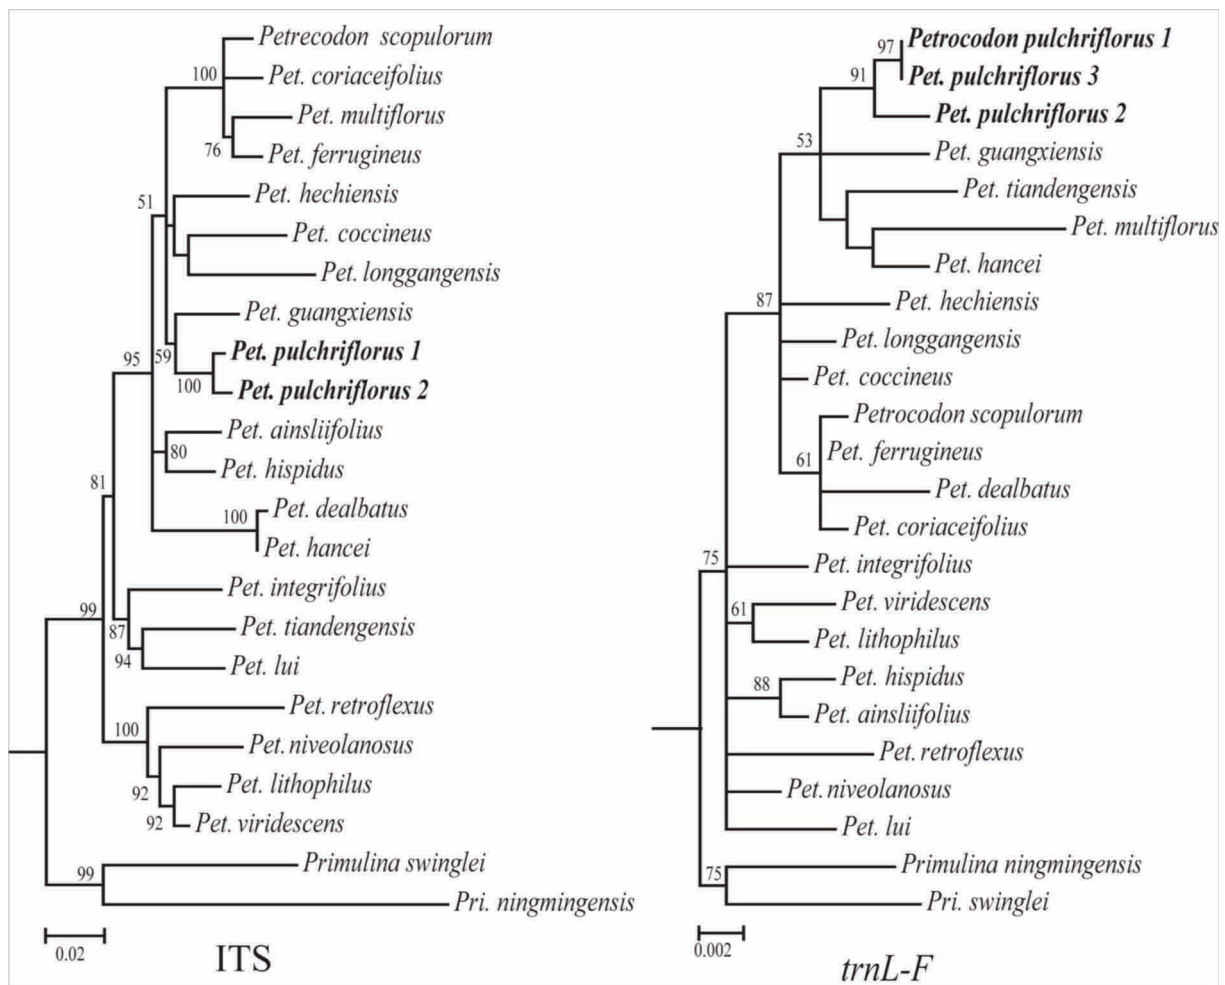 Petrecodon scopulorum
100
Pet. coriaceifolius
Pet. multiflorus
76
Pet. ferrugineus
51
Pet. hechiensis
Pet. coccineus
Pet. longgangensis
Pet. guangxiensis
95
59
Pet. pulchriflorus 1
100
Pet. pulchriflorus 2
Pet. ainsliifolius
80
Pet. hispidus
81
Pet. dealbatus
100
Pet. hancei
Pet. integrifolius
99
87
Pet. tiandengensis
94
Pet. lui
Pet. retroflexus
100
Pet. niveolanosus
Pet. lithophilus
92
92
Pet. viridescens
Primulina swinglei
99
Pri. ningmingensis
0.02
ITS
97
Petrocodon pulchriflorus 1
91
Pet. pulchriflorus 3
Pet. pulchriflorus 2
53
Pet. guangxiensis
Pet. tiandengensis
Pet. multiflorus
Pet. hancei
87
Pet. hechiensis
Pet. longgangensis
Pet. coccineus
Petrocodon scopulorum
61
Pet. ferrugineus
Pet. dealbatus
Pet. coriaceifolius
75
Pet. integrifolius
61
Pet. viridescens
Pet. lithophilus
88
Pet. hispidus
Pet. ainsliifolius
Pet. retroflexus
Pet. niveolanosus
Pet. lui
75
Primulina ningmingensis
Pri. swinglei
0.002
trnL-F